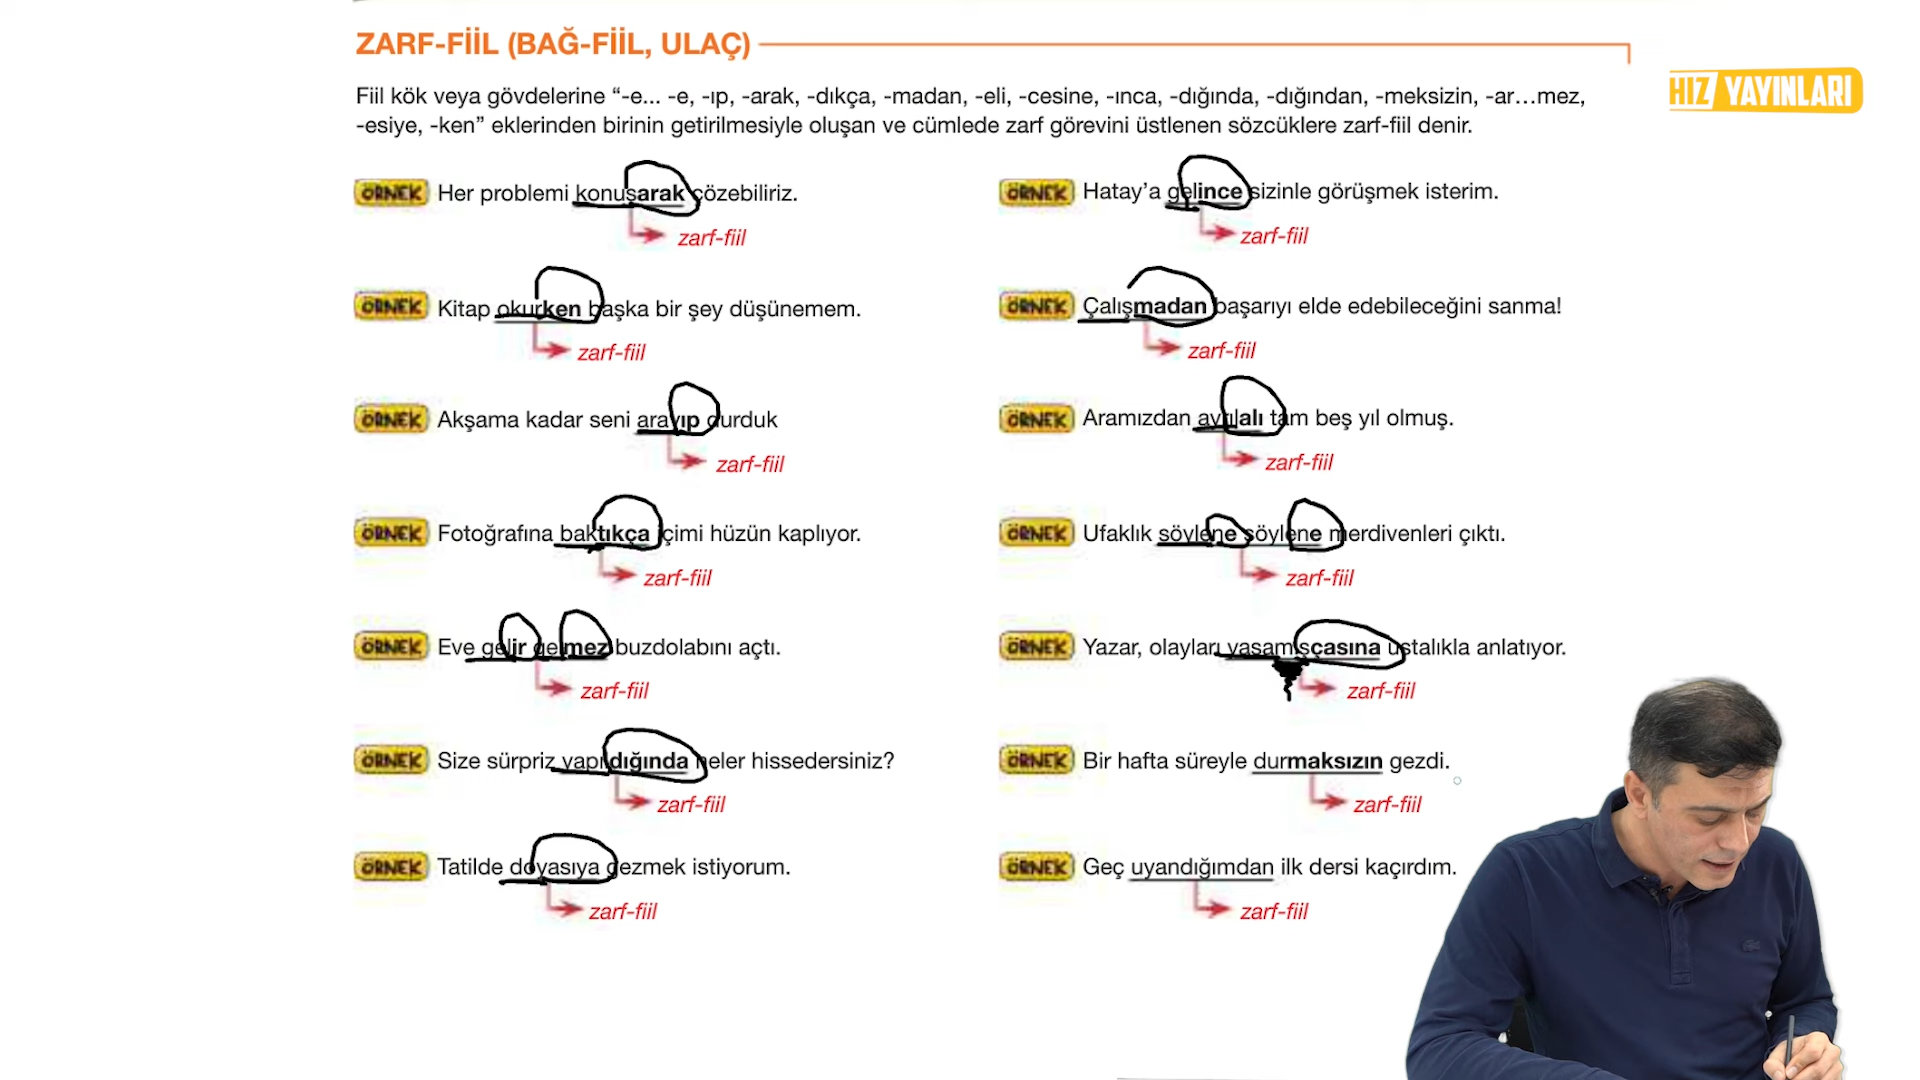 ZARF-FİİL (BAĞ-FİİL, ULAÇ)
HIZ YAYINLARI
Fiil kök veya gövdelerine “-e... -e, -ıp, -arak, -dıkça, -madan, -eli, -cesine, -ınca, -dığında, -dığından, -meksizin, -ar…mez,
-esiye, -ken” eklerinden birinin getirilmesiyle oluşan ve cümlede zarf görevini üstlenen sözcüklere zarf-fiil denir.
ÖRNEK Her problemi konuşarak çözebiliriz.
zarf-fiil
ÖRNEK Kitap okurken başka bir şey düşünemem.
zarf-fiil
ÖRNEK Akşama kadar seni arayıp durduk
zarf-fiil
ÖRNEK Fotoğrafına baktıkça içimi hüzün kaplıyor.
zarf-fiil
ÖRNEK Eve gelir gelmez buzdolabını açtı.
zarf-fiil
ÖRNEK Size sürpriz yapıldığında neler hissedersiniz?
zarf-fiil
ÖRNEK Tatilde doyasıya gezmek istiyorum.
zarf-fiil
ÖRNEK Hatay’a gelince sizinle görüşmek isterim.
zarf-fiil
ÖRNEK Çalışmadan başarıyı elde edebileceğini sanma!
zarf-fiil
ÖRNEK Aramızdan ayrılalı tam beş yıl olmuş.
zarf-fiil
ÖRNEK Ufaklık söylene söylene merdivenleri çıktı.
zarf-fiil
ÖRNEK Yazar, olayları yaşamışçasına ustalıkla anlatıyor.
zarf-fiil
ÖRNEK Bir hafta süreyle durmaksızın gezdi.
zarf-fiil
ÖRNEK Geç uyandığımdan ilk dersi kaçırdım.
zarf-fiil